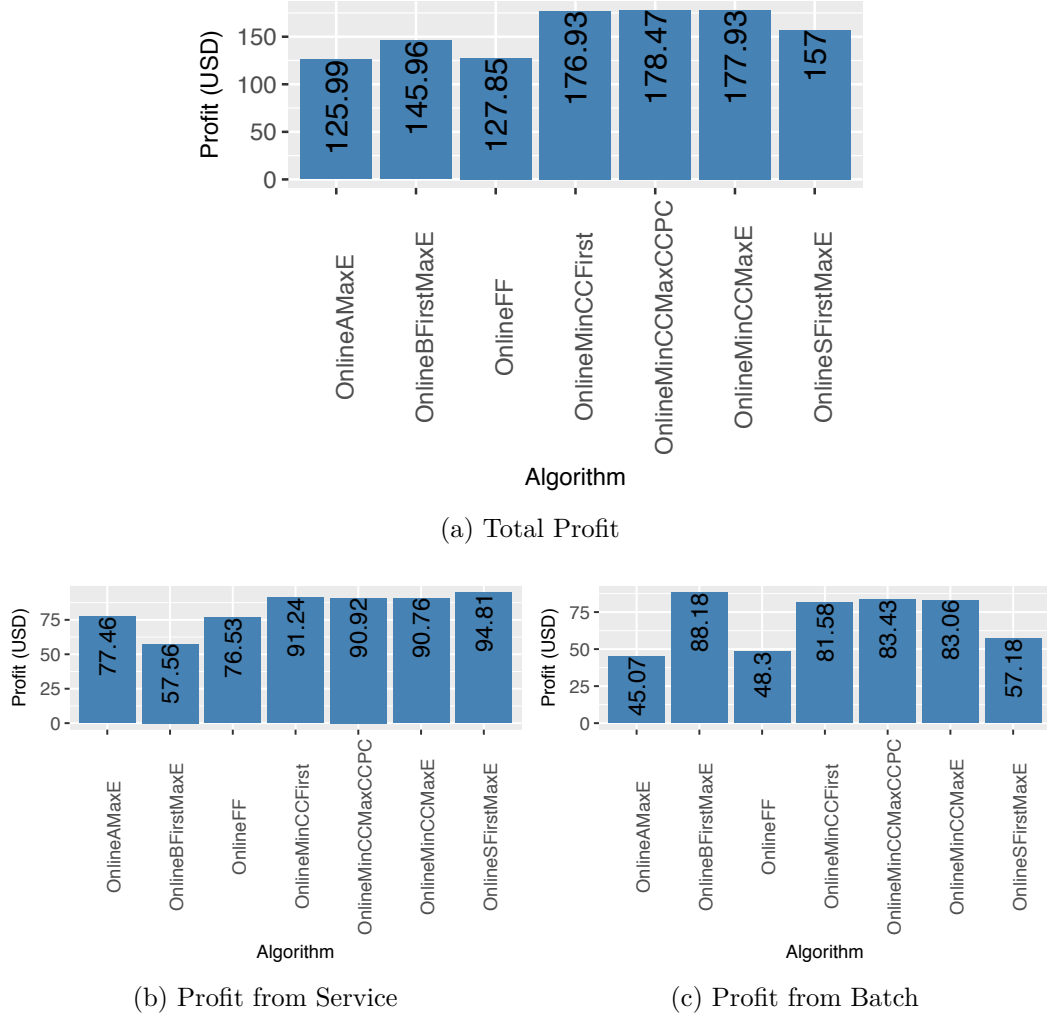 Profit (USD)
150
100
50
0
125.99
145.96
127.85
176.93
178.47
177.93
157
OnlineAMaxE
OnlineBFirstMaxE
OnlineFF
OnlineMinCCFirst
OnlineMinCCMaxCCPC
OnlineMinCCMaxE
OnlineSFirstMaxE
Algorithm
(a) Total Profit
Profit (USD)
75
50
25
0
77.46
57.56
76.53
91.24
90.92
90.76
94.81
OnlineAMaxE
OnlineBFirstMaxE
OnlineFF
OnlineMinCCFirst
OnlineMinCCMaxCCPC
OnlineMinCCMaxE
OnlineSFirstMaxE
Algorithm
(b) Profit from Service
Profit (USD)
75
50
25
0
45.07
88.18
48.3
81.58
83.43
83.06
57.18
OnlineAMaxE
OnlineBFirstMaxE
OnlineFF
OnlineMinCCFirst
OnlineMinCCMaxCCPC
OnlineMinCCMaxE
OnlineSFirstMaxE
Algorithm
(c) Profit from Batch